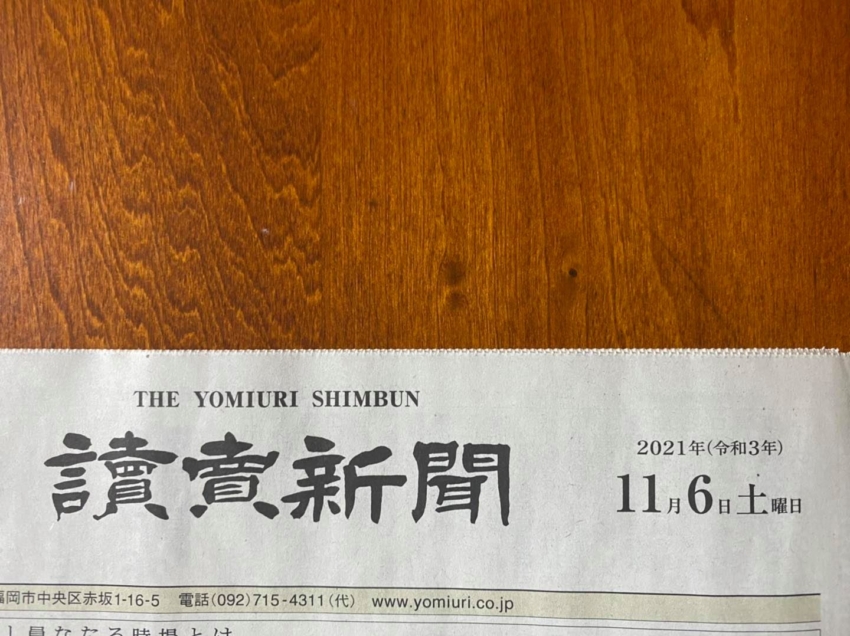 THE YOMIURI SHIMBUN
讀賣新聞
2021年(令和3年)
11月6日土曜日
福岡市中央区赤坂1-16-5 電話(092)715-4311(代) www.yomiuri.co.jp